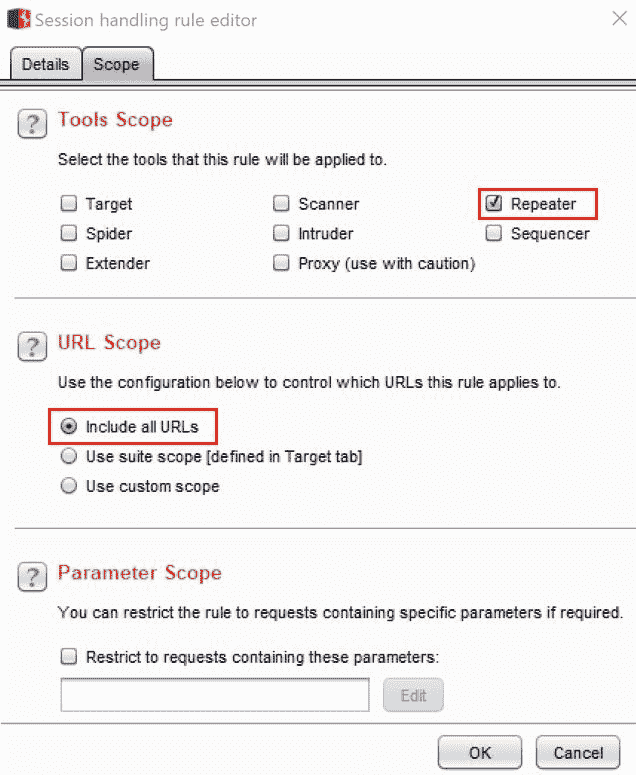 Session handling rule editor
Details Scope
? Tools Scope
Select the tools that this rule will be applied to.
Target Scanner Repeater
Spider Intruder Sequencer
Extender Proxy (use with caution)
? URL Scope
Use the configuration below to control which URLs this rule applies to.
Include all URLs
Use suite scope [defined in Target tab]
Use custom scope
? Parameter Scope
You can restrict the rule to requests containing specific parameters if required.
Restrict to requests containing these parameters:
Edit
OK Cancel